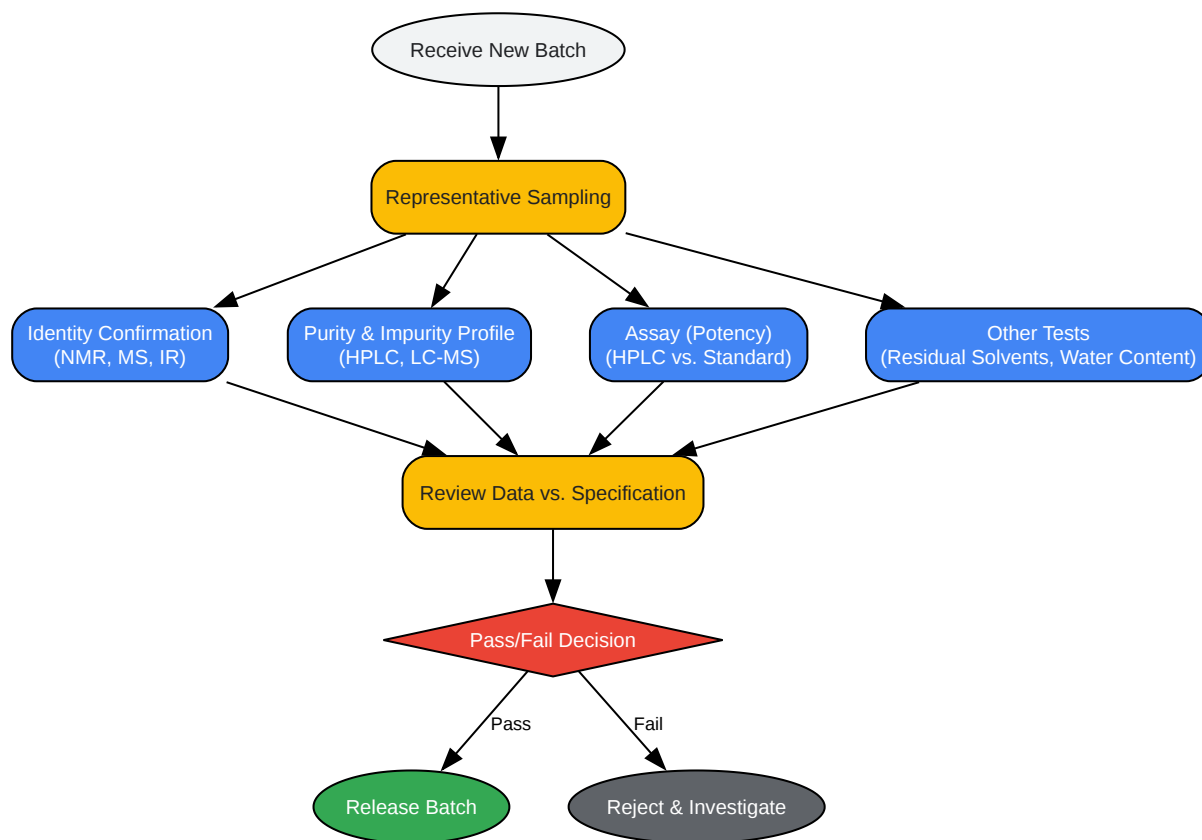 Receive New Batch
Representative Sampling
Identity Confirmation
(NMR, MS, IR)
Purity & Impurity Profile
(HPLC, LC-MS)
Assay (Potency)
(HPLC vs. Standard)
Other Tests
(Residual Solvents, Water Content)
Review Data vs. Specification
Pass/Fail Decision
Pass
Fail
Release Batch
Reject & Investigate